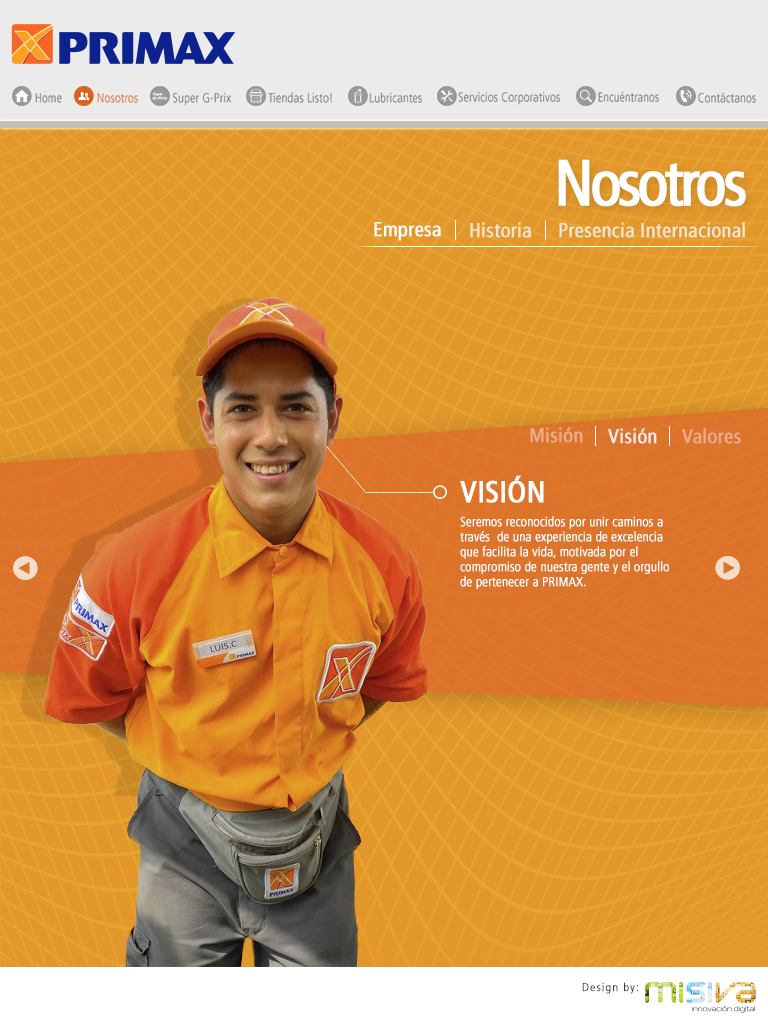 PRIMAX
Home Nosotros Super G-Prix Tiendas Listo! Lubricantes Servicios Corporativos Encuéntranos Contáctanos
Nosotros
Empresa | Historia | Presencia Internacional
Misión | Visión | Valores
VISIÓN
Seremos reconocidos por unir caminos a
través de una experiencia de excelencia
que facilita la vida, motivada por el
compromiso de nuestra gente y el orgullo
de pertenecer a PRIMAX.
PRIMAX
LUIS.C
PRIMAX
PRIMAX
Design by: misiva
innovación digital